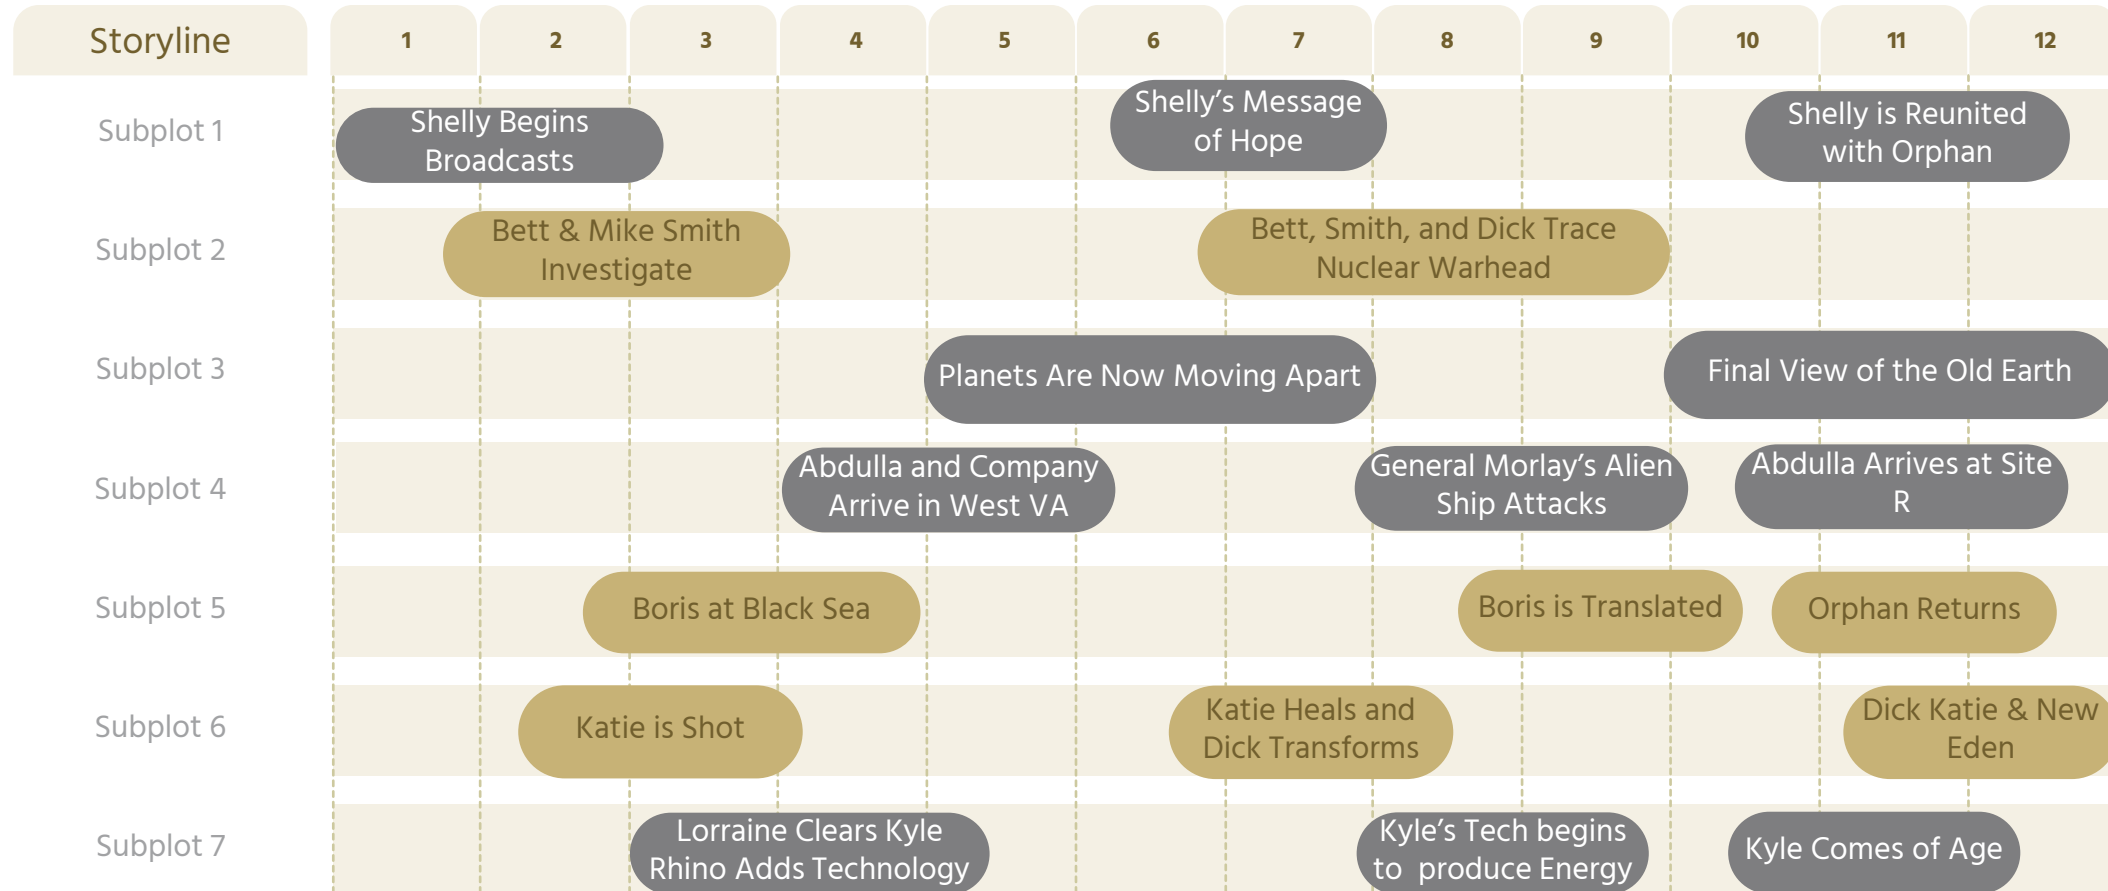 Storyline 1 2 3 4 5 6 7 8 9 10 11 12
Subplot 1
Shelly Begins
Broadcasts
Shelly’s Message
of Hope
Shelly is Reunited
with Orphan
Subplot 2
Bett & Mike Smith
Investigate
Bett, Smith, and Dick Trace
Nuclear Warhead
Subplot 3
Planets Are Now Moving Apart
Final View of the Old Earth
Subplot 4
Abdulla and Company
Arrive in West VA
General Morlay’s Alien
Ship Attacks
Abdulla Arrives at Site
R
Subplot 5
Boris at Black Sea
Boris is Translated
Orphan Returns
Subplot 6
Katie is Shot
Katie Heals and
Dick Transforms
Dick Katie & New
Eden
Subplot 7
Lorraine Clears Kyle
Rhino Adds Technology
Kyle’s Tech begins
to produce Energy
Kyle Comes of Age